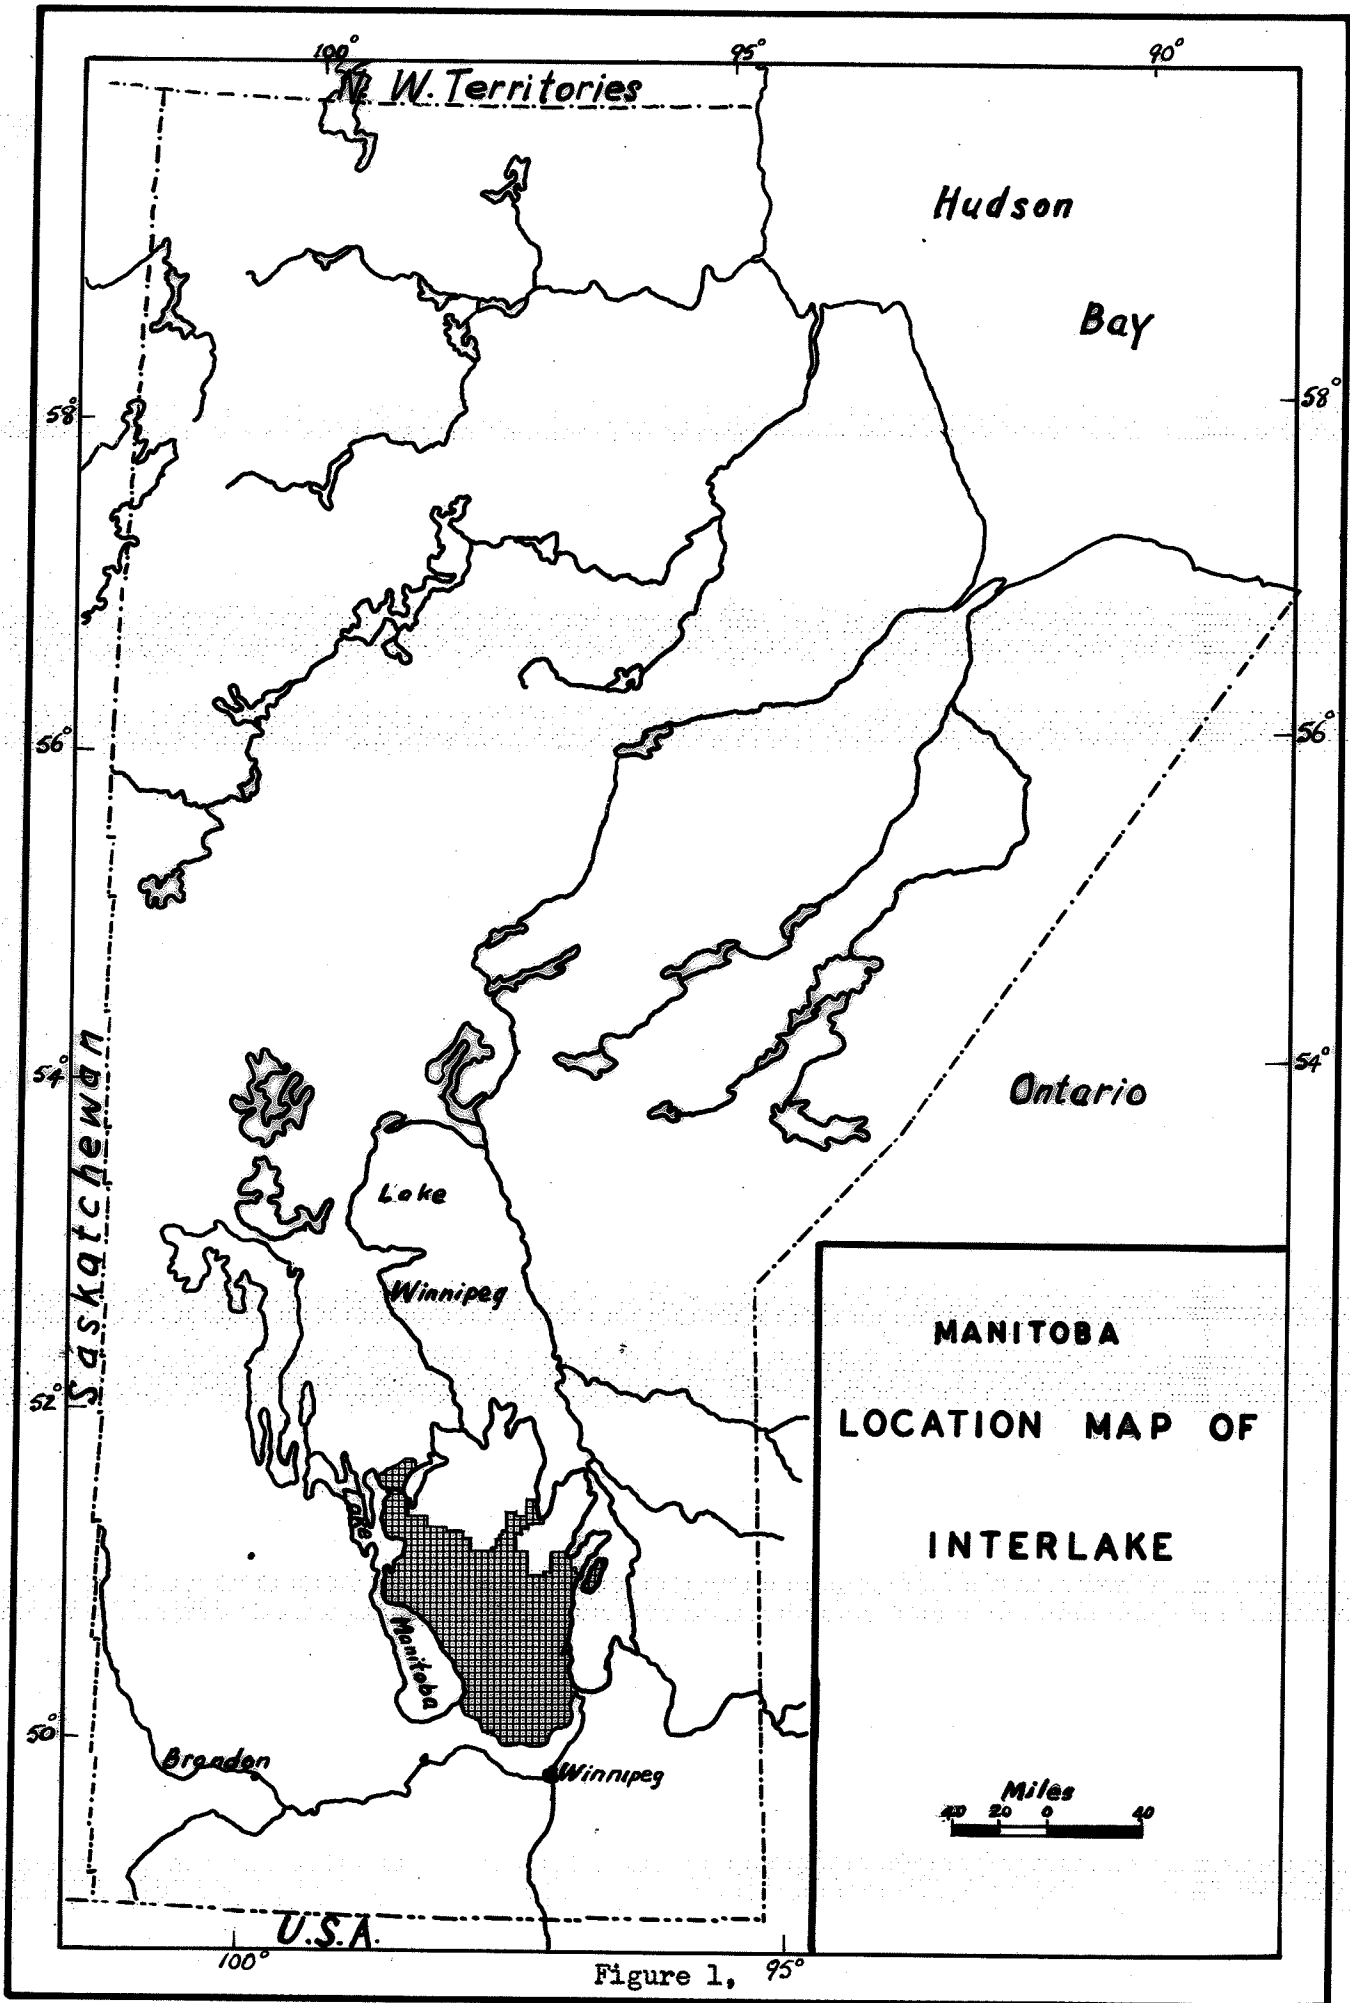 100° 95° 90°
N W. Territories
Hudson
Bay
58° 58°
56° 56°
54° 54°
Saskatchewan
Ontario
Lake
Winnipeg
MANITOBA
52°
LOCATION MAP OF
Lake
INTERLAKE
Manitoba
50°
Brandon
Winnipeg
Miles
40 20 0 40
U.S.A.
100° 95°
Figure 1,